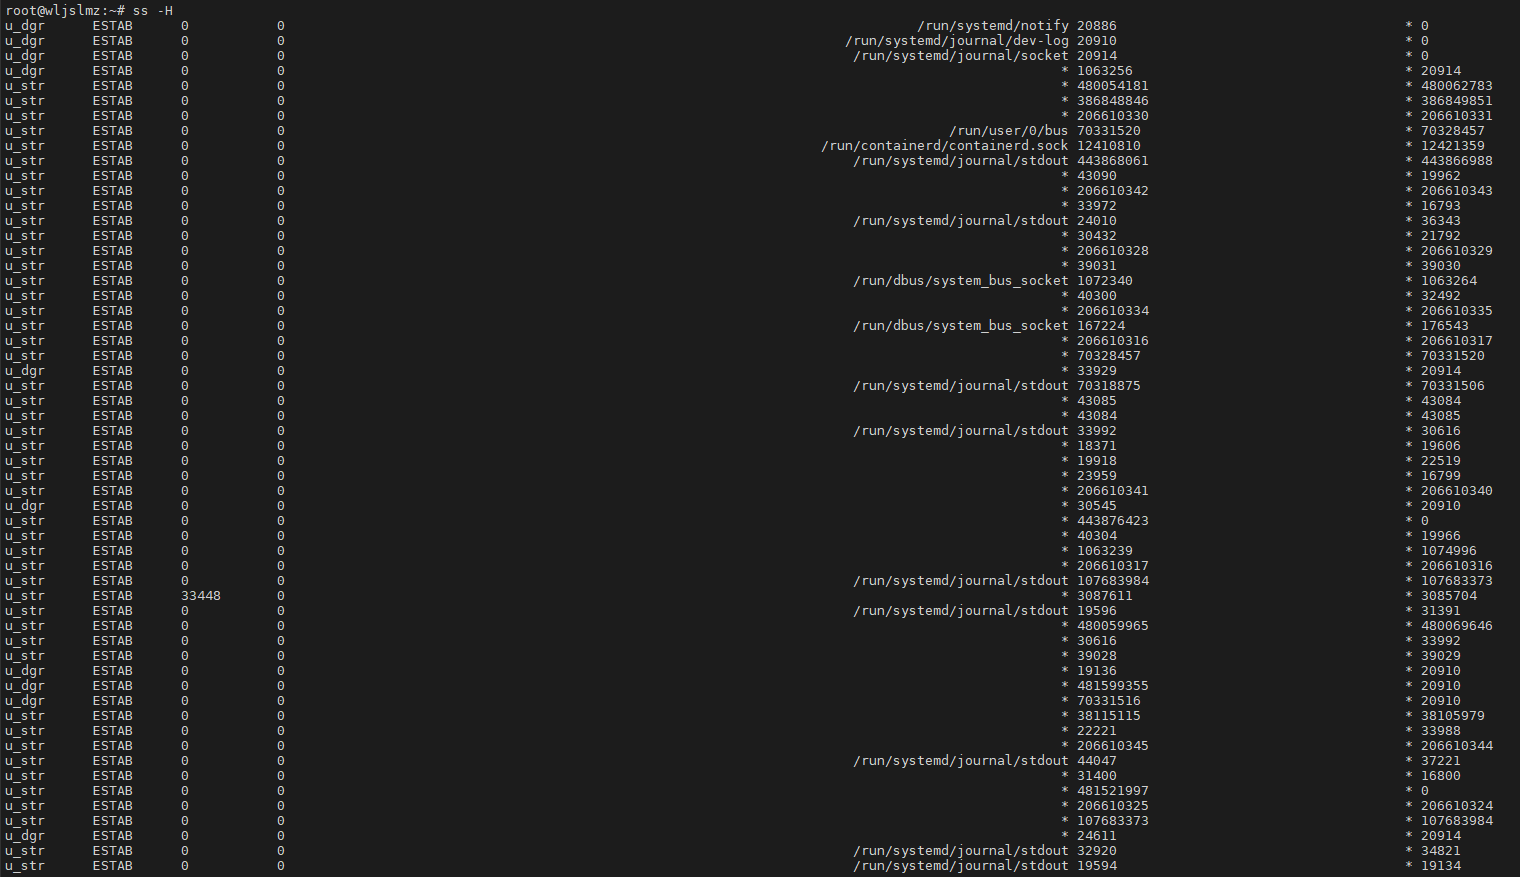 root@wljslmz:~# ss -H
u_dgr ESTAB 0 0 /run/systemd/notify 20886 * 0
u_dgr ESTAB 0 0 /run/systemd/journal/dev-log 20910 * 0
u_dgr ESTAB 0 0 /run/systemd/journal/socket 20914 * 0
u_dgr ESTAB 0 0 * 1063256 * 20914
u_str ESTAB 0 0 * 480054181 * 480062783
u_str ESTAB 0 0 * 386848846 * 386849851
u_str ESTAB 0 0 * 206610330 * 206610331
u_str ESTAB 0 0 /run/user/0/bus 70331520 * 70328457
u_str ESTAB 0 0 /run/containerd/containerd.sock 12410810 * 12421359
u_str ESTAB 0 0 /run/systemd/journal/stdout 443868061 * 443866988
u_str ESTAB 0 0 * 43090 * 19962
u_str ESTAB 0 0 * 206610342 * 206610343
u_str ESTAB 0 0 * 33972 * 16793
u_str ESTAB 0 0 /run/systemd/journal/stdout 24010 * 36343
u_str ESTAB 0 0 * 30432 * 21792
u_str ESTAB 0 0 * 206610328 * 206610329
u_str ESTAB 0 0 * 39031 * 39030
u_str ESTAB 0 0 /run/dbus/system_bus_socket 1072340 * 1063264
u_str ESTAB 0 0 * 40300 * 32492
u_str ESTAB 0 0 * 206610334 * 206610335
u_str ESTAB 0 0 /run/dbus/system_bus_socket 167224 * 176543
u_str ESTAB 0 0 * 206610316 * 206610317
u_str ESTAB 0 0 * 70328457 * 70331520
u_dgr ESTAB 0 0 * 33929 * 20914
u_str ESTAB 0 0 /run/systemd/journal/stdout 70318875 * 70331506
u_str ESTAB 0 0 * 43085 * 43084
u_str ESTAB 0 0 * 43084 * 43085
u_str ESTAB 0 0 /run/systemd/journal/stdout 33992 * 30616
u_str ESTAB 0 0 * 18371 * 19606
u_str ESTAB 0 0 * 19918 * 22519
u_str ESTAB 0 0 * 23959 * 16799
u_str ESTAB 0 0 * 206610341 * 206610340
u_dgr ESTAB 0 0 * 30545 * 20910
u_str ESTAB 0 0 * 443876423 * 0
u_str ESTAB 0 0 * 40304 * 19966
u_str ESTAB 0 0 * 1063239 * 1074996
u_str ESTAB 0 0 * 206610317 * 206610316
u_str ESTAB 0 0 /run/systemd/journal/stdout 107683984 * 107683373
u_str ESTAB 33448 0 * 3087611 * 3085704
u_str ESTAB 0 0 /run/systemd/journal/stdout 19596 * 31391
u_str ESTAB 0 0 * 480059965 * 480069646
u_str ESTAB 0 0 * 30616 * 33992
u_str ESTAB 0 0 * 39028 * 39029
u_dgr ESTAB 0 0 * 19136 * 20910
u_dgr ESTAB 0 0 * 481599355 * 20910
u_dgr ESTAB 0 0 * 70331516 * 20910
u_str ESTAB 0 0 * 38115115 * 38105979
u_str ESTAB 0 0 * 22221 * 33988
u_str ESTAB 0 0 * 206610345 * 206610344
u_str ESTAB 0 0 /run/systemd/journal/stdout 44047 * 37221
u_str ESTAB 0 0 * 31400 * 16800
u_str ESTAB 0 0 * 481521997 * 0
u_str ESTAB 0 0 * 206610325 * 206610324
u_str ESTAB 0 0 * 107683373 * 107683984
u_dgr ESTAB 0 0 * 24611 * 20914
u_str ESTAB 0 0 /run/systemd/journal/stdout 32920 * 34821
u_str ESTAB 0 0 /run/systemd/journal/stdout 19594 * 19134